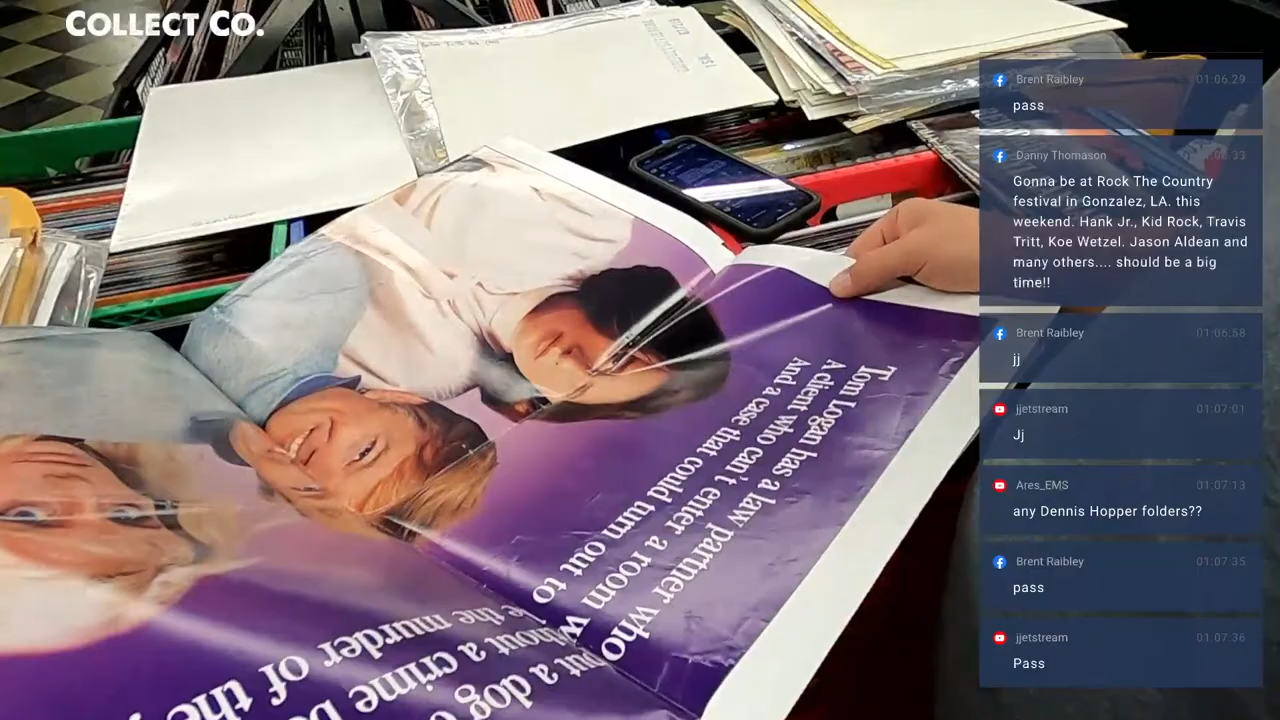 COLLECT CO.
Tom Logan has a law partner who
put a dog
A client who can't enter a room
without a crime
And a case that could turn out to
be the murder
of the
Brent Raibley 01:06.29
pass
Danny Thomason
Gonna be at Rock The Country
festival in Gonzalez, LA. this
weekend. Hank Jr., Kid Rock, Travis
Tritt, Koe Wetzel. Jason Aldean and
many others.... should be a big
time!!
Brent Raibley 01:06.58
jj
jjetstream 01:07:01
Jj
Ares_EMS 01:07:13
any Dennis Hopper folders??
Brent Raibley 01:07:35
pass
jjetstream 01:07:36
Pass